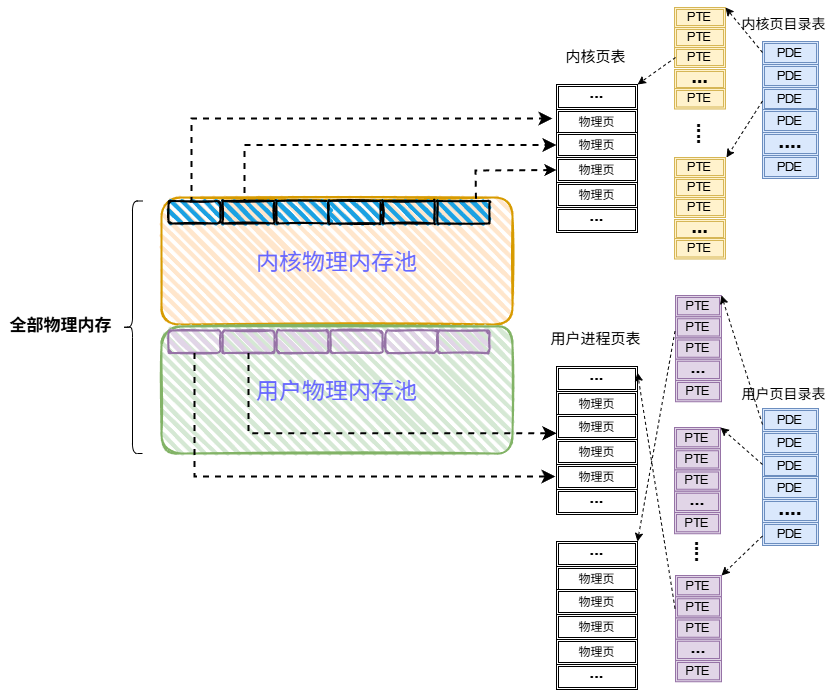 内核页目录表
PTE
PTE
PTE
...
PTE
PDE
PDE
PDE
PDE
....
PDE
内核页表
...
物理页
物理页
物理页
物理页
...
PTE
PTE
PTE
...
PTE
内核物理内存池
全部物理内存
用户物理内存池
用户进程页表
...
物理页
物理页
物理页
物理页
...
PTE
PTE
PTE
...
PTE
用户页目录表
PDE
PDE
PDE
PDE
....
PDE
PTE
PTE
PTE
...
PTE
...
物理页
物理页
物理页
物理页
...
PTE
PTE
PTE
...
PTE